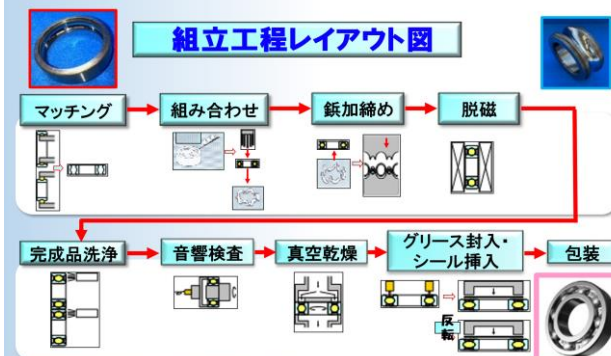 組立工程レイアウト図
マッチング
組み合わせ
鋲加締め
脱磁
完成品洗浄
音響検査
真空乾燥
グリース封入・
シール挿入
包装
反
転